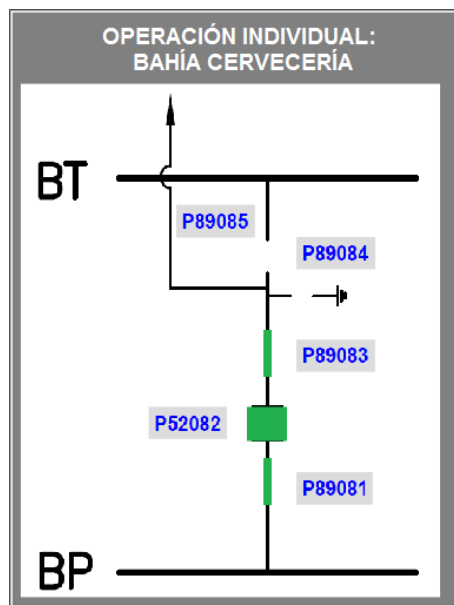 OPERACIÓN INDIVIDUAL:
BAHÍA CERVECERÍA
BT
P89085
P89084
P89083
P52082
P89081
BP